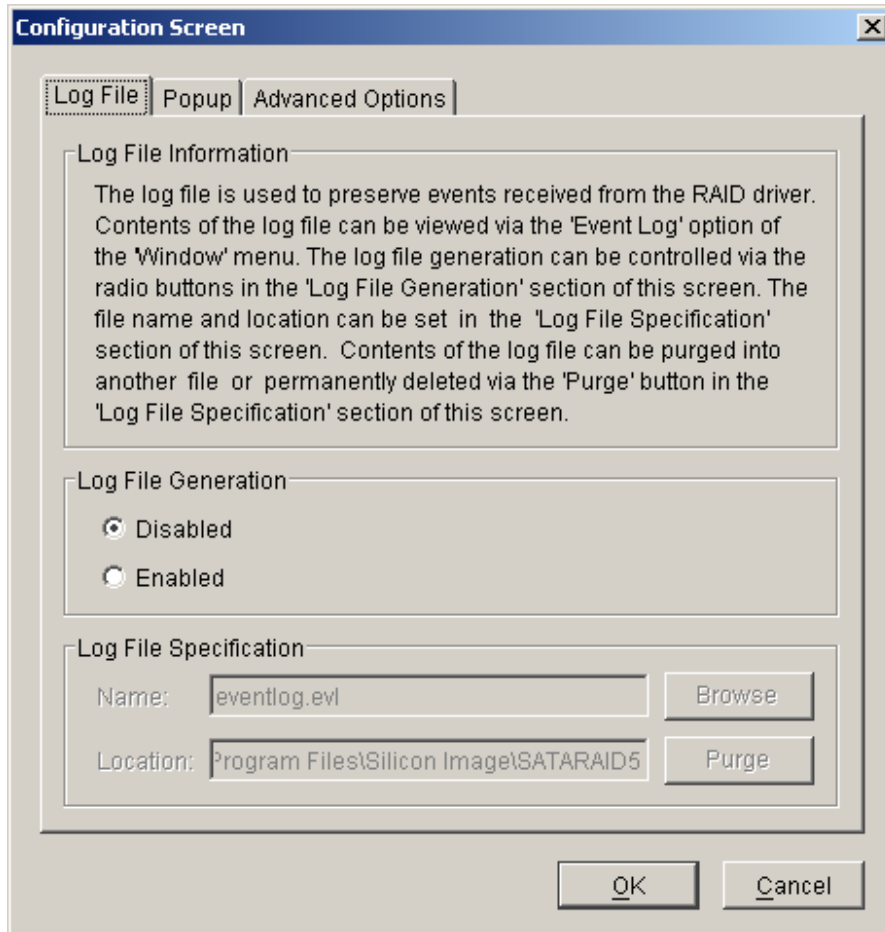 Configuration Screen
Log File
Popup
Advanced Options
Log File Information
The log file is used to preserve events received from the RAID driver.
Contents of the log file can be viewed via the 'Event Log' option of
the 'Window' menu. The log file generation can be controlled via the
radio buttons in the 'Log File Generation' section of this screen. The
file name and location can be set in the 'Log File Specification'
section of this screen. Contents of the log file can be purged into
another file or permanently deleted via the 'Purge' button in the
'Log File Specification' section of this screen.
Log File Generation
Disabled
Enabled
Log File Specification
Name: eventlog.evl Browse
Location: Program Files\Silicon Image\SATARAID5 Purge
OK Cancel